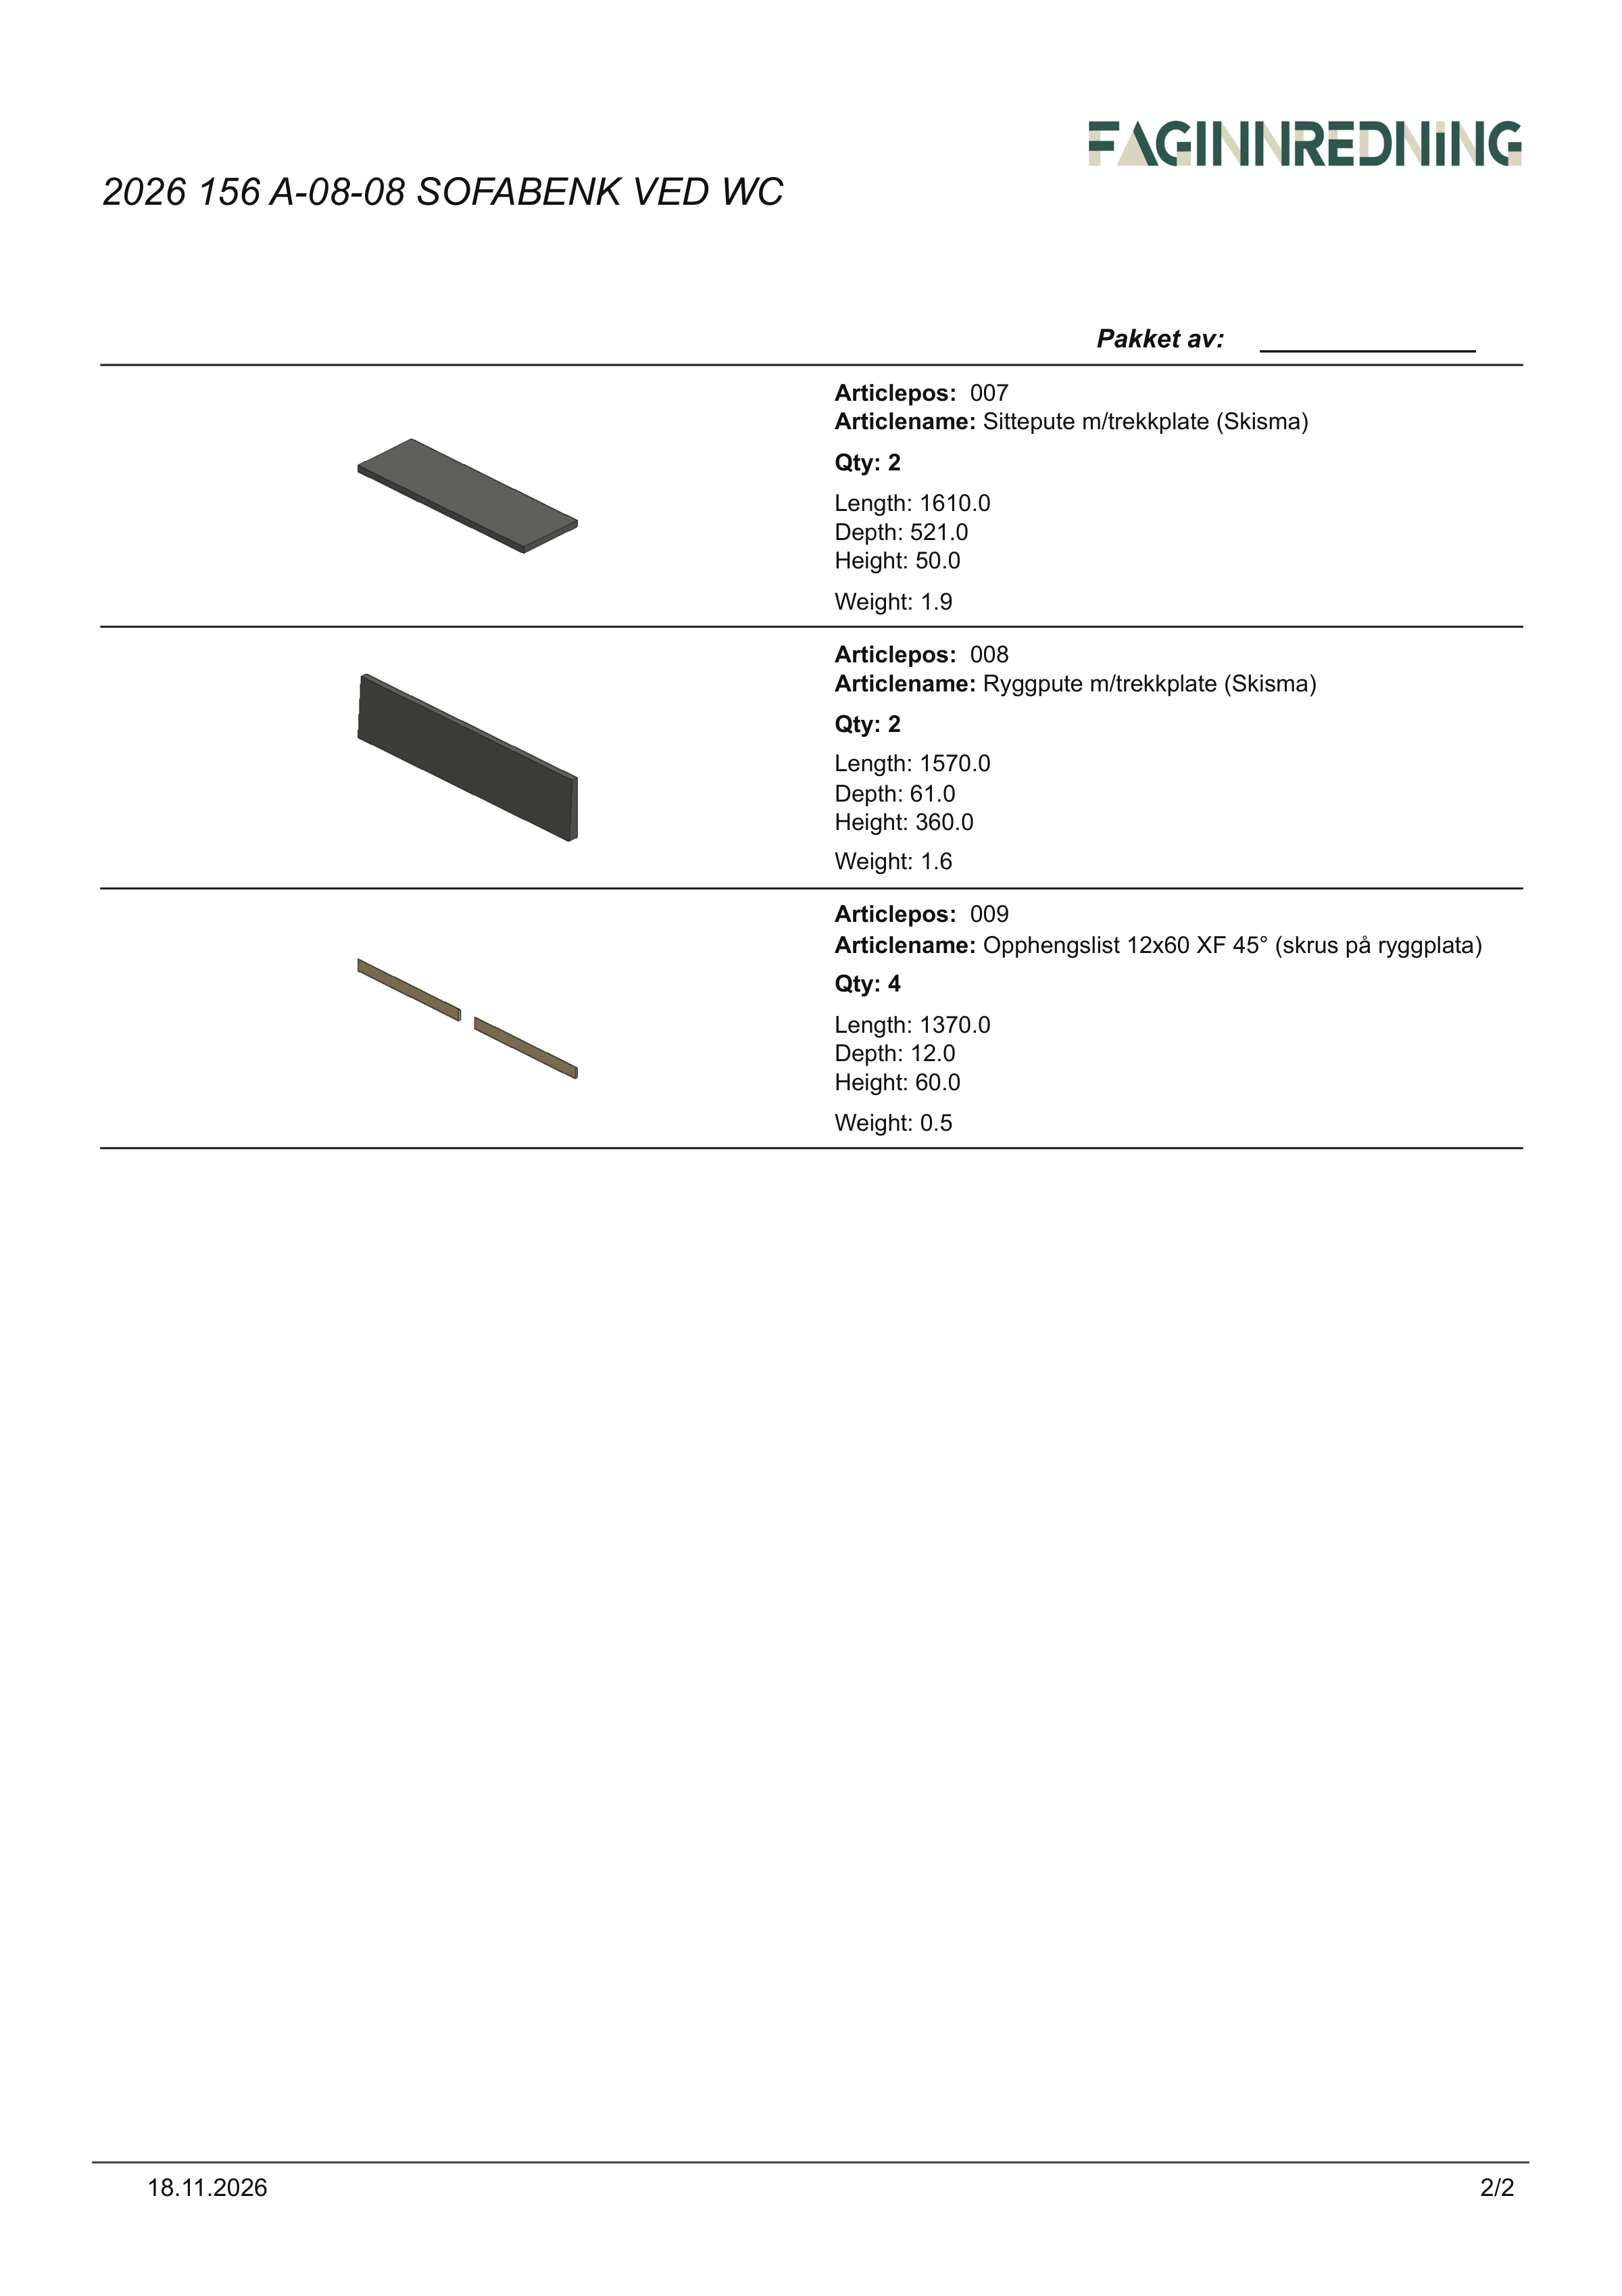 FAGINNREDNING
2026 156 A-08-08 SOFABENK VED WC
Pakket av:
Articlepos: 007
Articlename: Sittepute m/trekkplate (Skisma)
Qty: 2
Length: 1610.0
Depth: 521.0
Height: 50.0
Weight: 1.9
Articlepos: 008
Articlename: Ryggpute m/trekkplate (Skisma)
Qty: 2
Length: 1570.0
Depth: 61.0
Height: 360.0
Weight: 1.6
Articlepos: 009
Articlename: Opphengslist 12x60 XF 45° (skrus på ryggplata)
Qty: 4
Length: 1370.0
Depth: 12.0
Height: 60.0
Weight: 0.5
18.11.2026
2/2